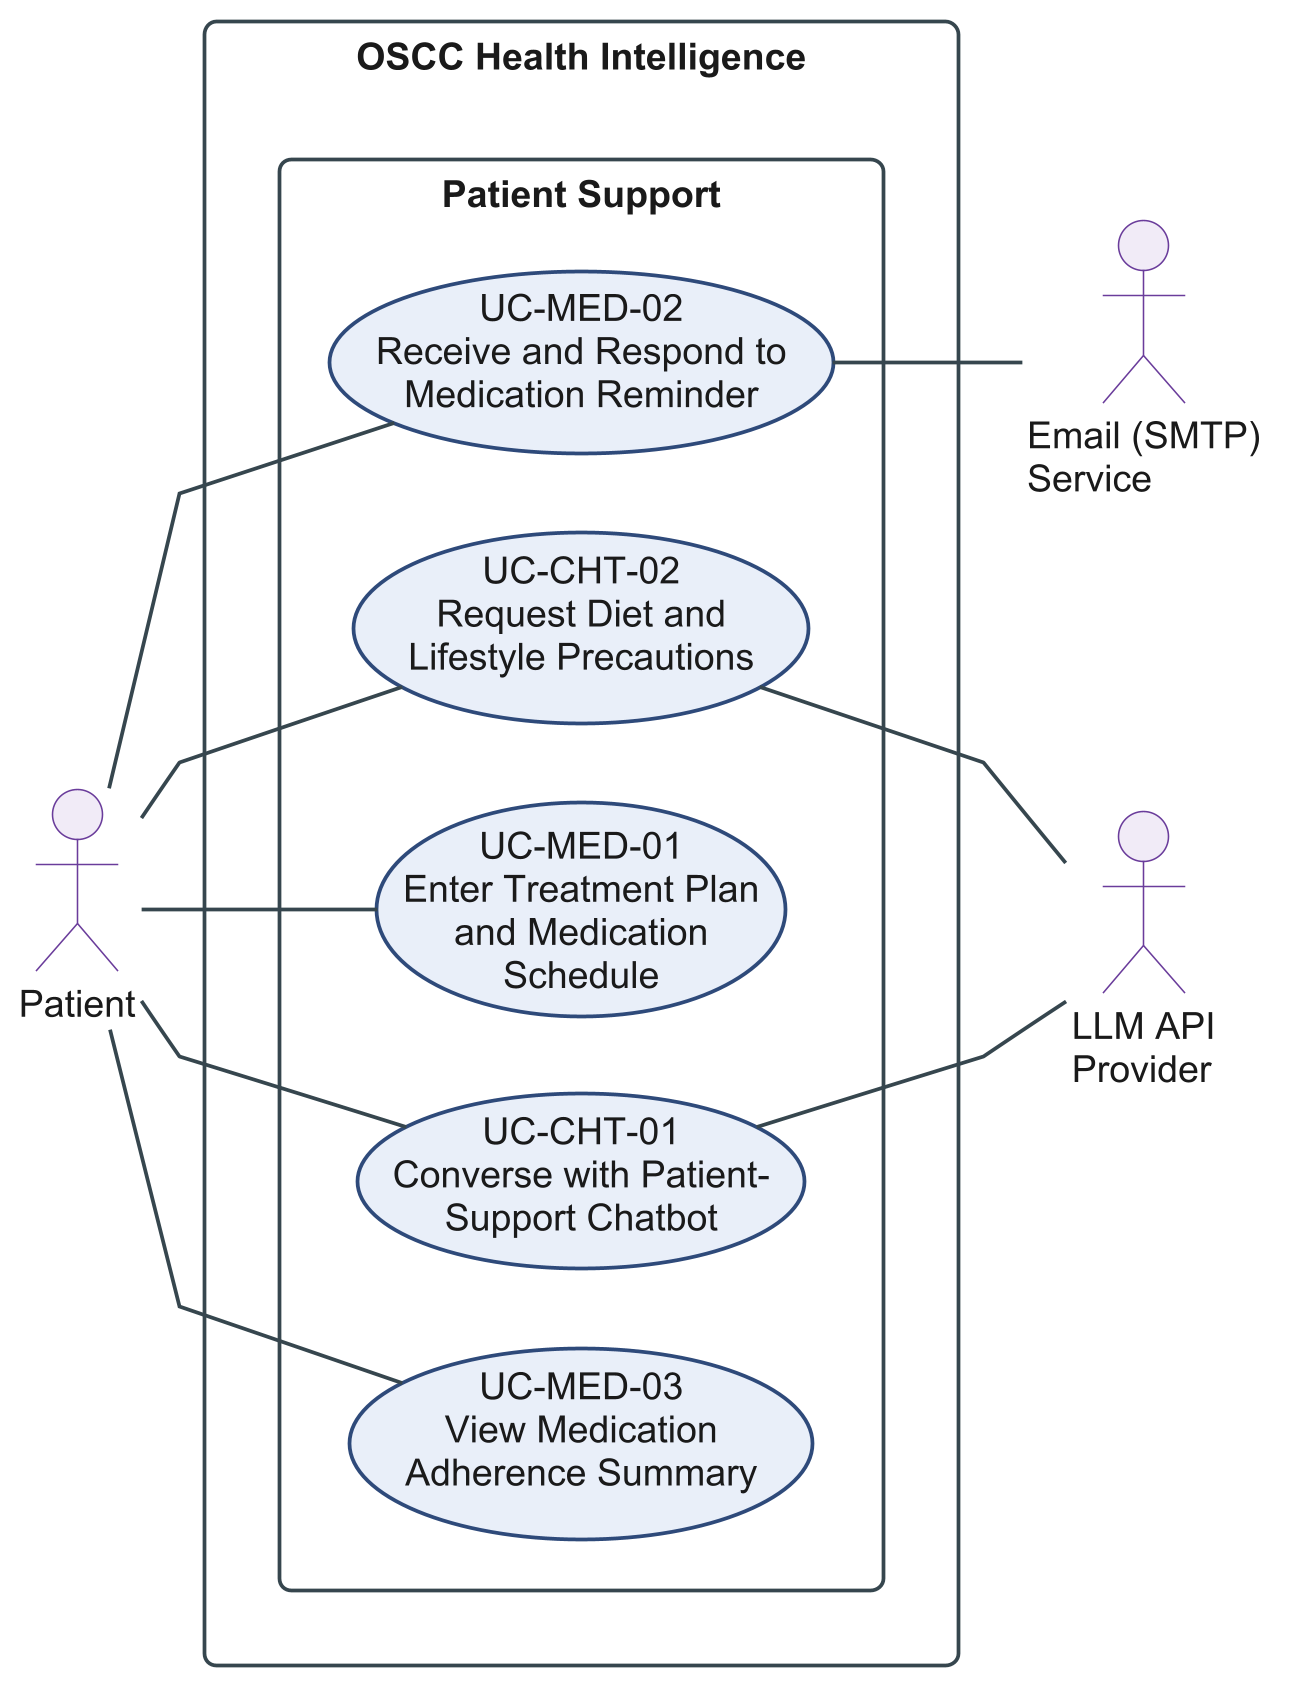 OSCC Health Intelligence
Patient Support
UC-MED-02
Receive and Respond to
Medication Reminder
Email (SMTP)
Service
UC-CHT-02
Request Diet and
Lifestyle Precautions
UC-MED-01
Enter Treatment Plan
and Medication
Schedule
Patient
LLM API
Provider
UC-CHT-01
Converse with Patient-
Support Chatbot
UC-MED-03
View Medication
Adherence Summary